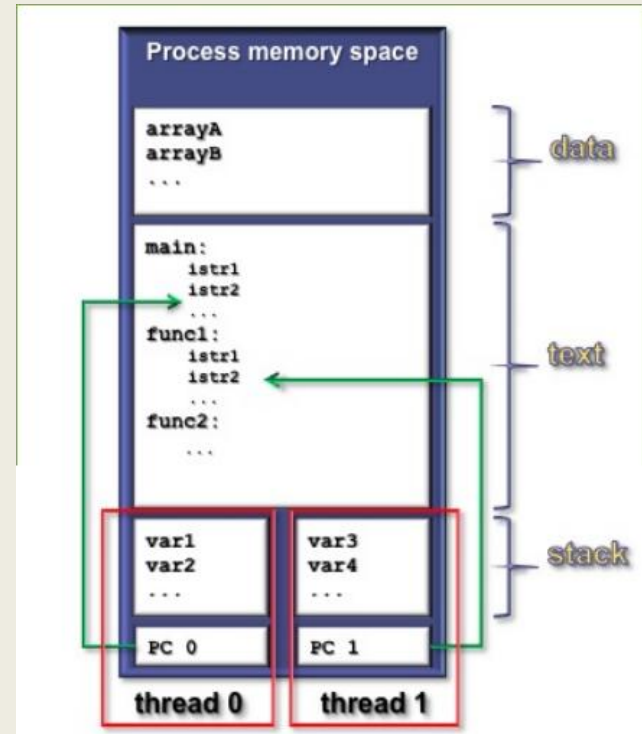 Process memory space
arrayA
arrayB
...
data
main:
istr1
istr2
...
func1:
istr1
istr2
...
func2:
...
text
var1
var2
...
var3
var4
...
stack
PC 0
PC 1
thread 0
thread 1